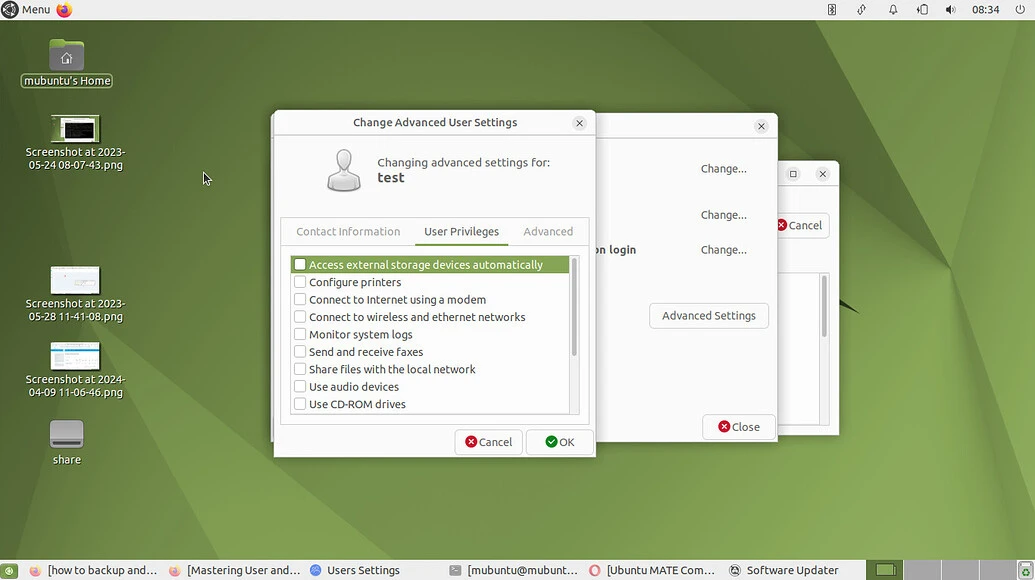 Menu
08:34
mubuntu's Home
Screenshot at 2023-
05-24 08-07-43.png
Screenshot at 2023-
05-28 11-41-08.png
Screenshot at 2024-
04-09 11-06-46.png
share
Change Advanced User Settings
Changing advanced settings for:
test
Contact Information
User Privileges
Advanced
Access external storage devices automatically
Configure printers
Connect to Internet using a modem
Connect to wireless and ethernet networks
Monitor system logs
Send and receive faxes
Share files with the local network
Use audio devices
Use CD-ROM drives
Cancel
OK
Change...
Change...
on login
Change...
Advanced Settings
Close
Cancel
[how to backup and...
[Mastering User and...
Users Settings
[mubuntu@mubunt...
[Ubuntu MATE Com...
Software Updater